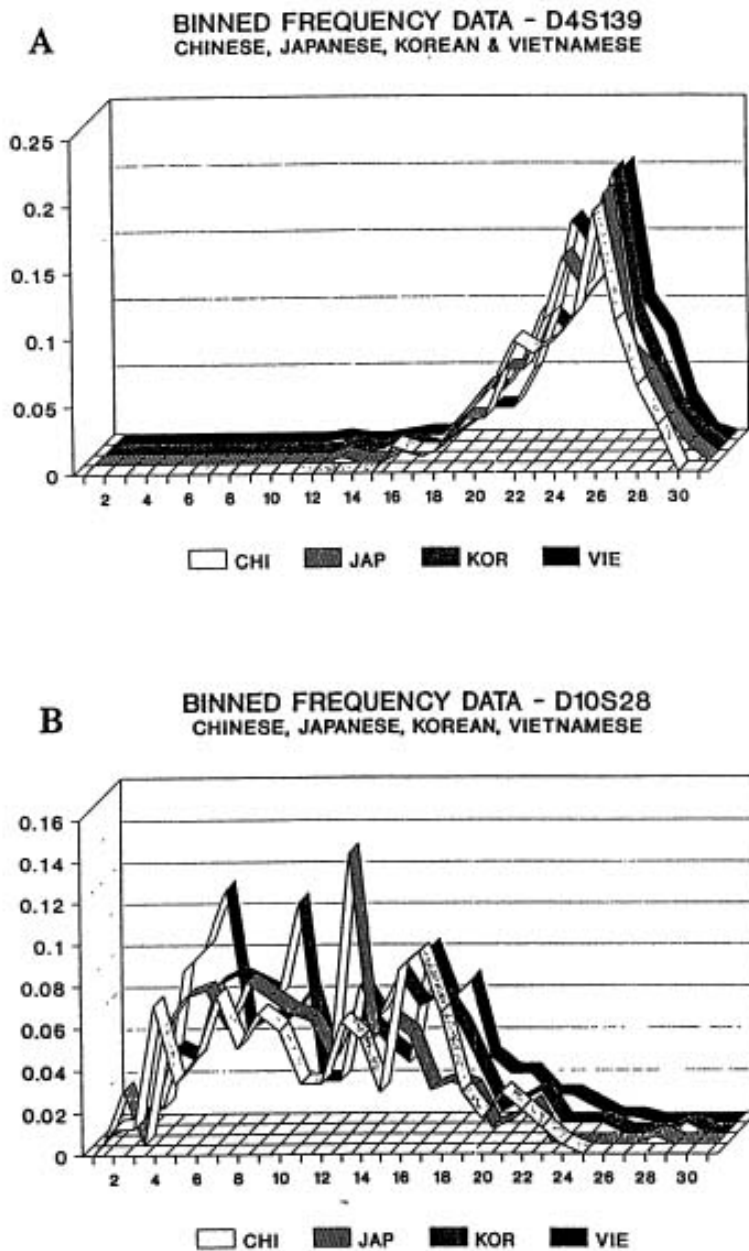 A
BINNED FREQUENCY DATA - D4S139
CHINESE, JAPANESE, KOREAN & VIETNAMESE
0.25
0.2
0.15
0.1
0.05
0
2 4 6 8 10 12 14 16 18 20 22 24 26 30
CHI JAP KOR VIE
B
BINNED FREQUENCY DATA - D10S28
CHINESE, JAPANESE, KOREAN, VIETNAMESE
0.16
0.14
0.12
0.1
0.08
0.06
0.04
0.02
0
2 4 6 8 10 12 14 16 18 20 22 24 26 30
CHI JAP KOR VIE